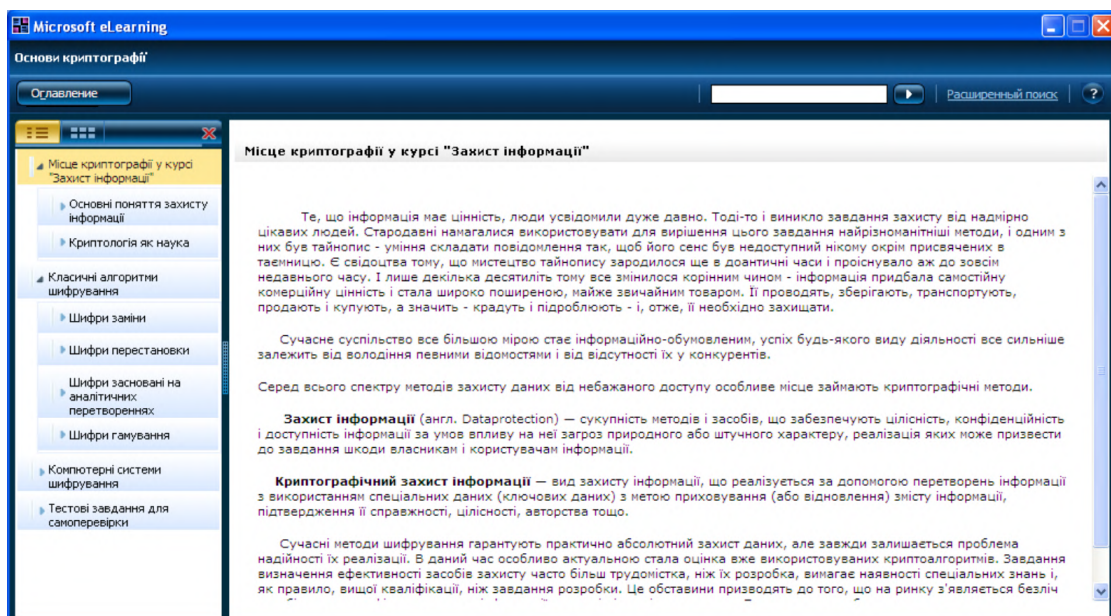 Microsoft eLearning
Основи криптографії
Оглавление
Расширенный поиск
?
Місце криптографії у курсі
"Захист інформації"
Основні поняття захисту
інформації
Криптологія як наука
Класичні алгоритми
шифрування
Шифри заміни
Шифри перестановки
Шифри засновані на
аналітичних
перетвореннях
Шифри гамування
Компютерні системи
шифрування
Тестові завдання для
самоперевірки
Місце криптографії у курсі "Захист інформації"
Те, що інформація має цінність, люди усвідомили дуже давно. Тоді-то і виникло завдання захисту від надмірно
цікавих людей. Стародавні намагалися використовувати для вирішення цього завдання найрізноманітніші методи, і одним з
них був тайнопис - уміння складати повідомлення так, щоб його сенс був недоступний нікому окрім присвячених в
таємницю. Є свідоцтва тому, що мистецтво тайнопису зародилося ще в доантичні часи і проіснувало аж до зовсім
недавнього часу. І лише декілька десятиліть тому все змінилося корінним чином - інформація придбала самостійну
комерційну цінність і стала широко поширеною, майже звичайним товаром. Її проводять, зберігають, транспортують,
продають і купують, а значить - крадуть і підроблюють - і, отже, її необхідно захищати.
Сучасне суспільство все більшою мірою стає інформаційно-обумовленим, успіх будь-якого виду діяльності все сильніше
залежить від володіння певними відомостями і від відсутності їх у конкурентів.
Серед всього спектру методів захисту даних від небажаного доступу особливе місце займають криптографічні методи.
Захист інформації (англ. Dataprotection) — сукупність методів і засобів, що забезпечують цілісність, конфіденційність
і доступність інформації за умов впливу на неї загроз природного або штучного характеру, реалізація яких може призвести
до завдання шкоди власникам і користувачам інформації.
Криптографічний захист інформації — вид захисту інформації, що реалізується за допомогою перетворень інформації
з використанням спеціальних даних (ключових даних) з метою приховування (або відновлення) змісту інформації,
підтвердження її справжності, цілісності, авторства тощо.
Сучасні методи шифрування гарантують практично абсолютний захист даних, але завжди залишається проблема
надійності їх реалізації. В даний час особливо актуальною стала оцінка вже використовуваних криптоалгоритмів. Завдання
визначення ефективності засобів захисту часто більш трудомістка, ніж їх розробка, вимагає наявності спеціальних знань і,
як правило, вищої кваліфікації, ніж завдання розробки. Це обставини призводять до того, що на ринку з'являється безліч